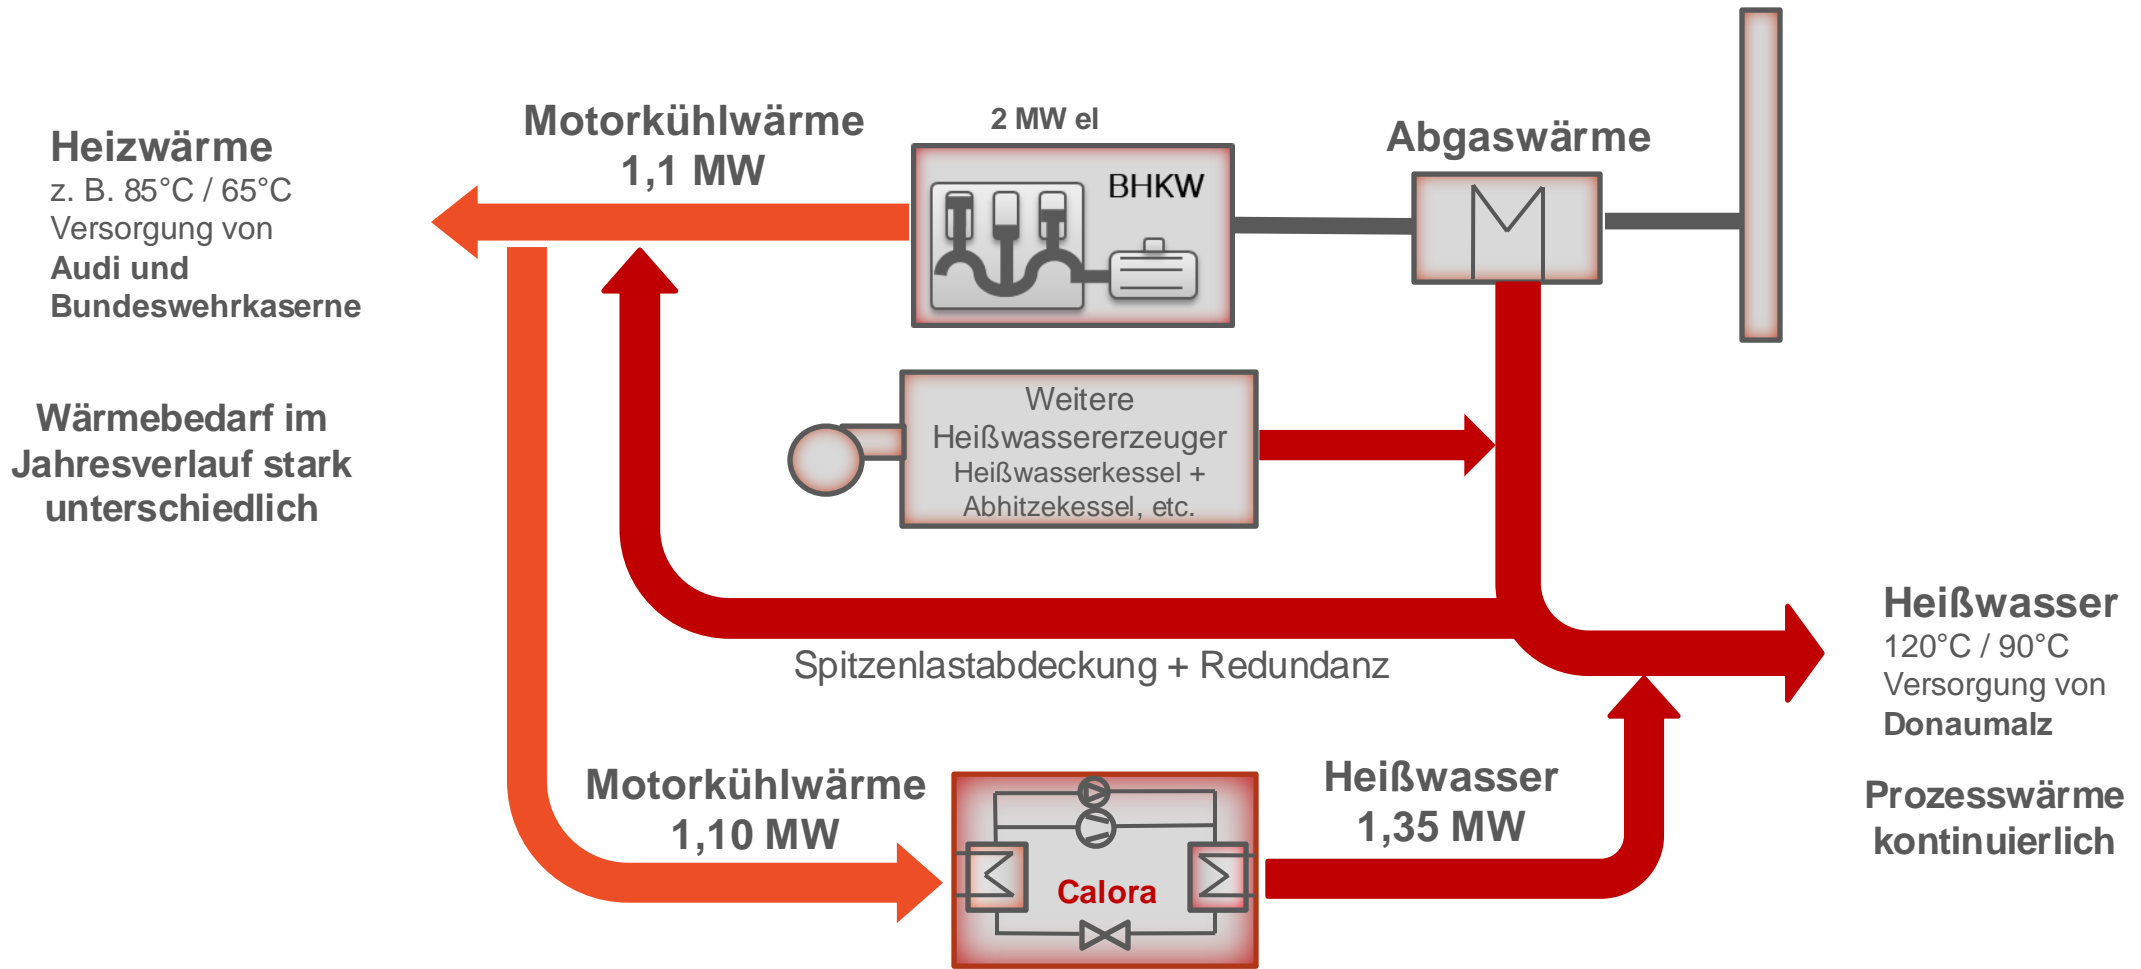 Heizwärme
z. B. 85°C / 65°C
Versorgung von
Audi und
Bundeswehrkaserne
Wärmebedarf im
Jahresverlauf stark
unterschiedlich
Motorkühlwärme
1,1 MW
2 MW el
BHKW
Abgaswärme
Weitere
Heißwassererzeuger
Heißwasserkessel +
Abhitzekessel, etc.
Spitzenlastabdeckung + Redundanz
Motorkühlwärme
1,10 MW
Calora
Heißwasser
1,35 MW
Heißwasser
120°C / 90°C
Versorgung von
Donaumalz
Prozesswärme
kontinuierlich